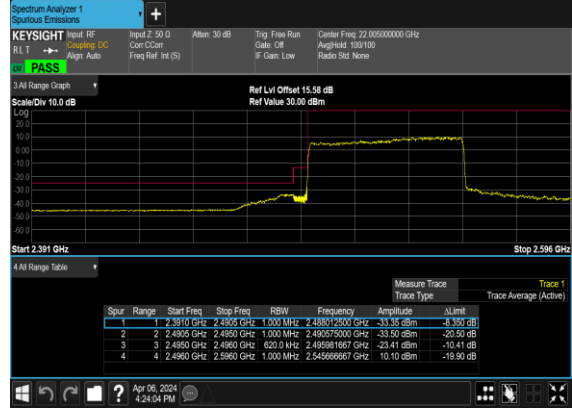 Spectrum Analyzer 1
Spurious Emissions
+
KEYSIGHT Input: RF Input Z: 50 Ω Atten: 30 dB Trig: Free Run Center Freq: 22.005000000 GHz
RLT Coupling: DC Corr CCorr Gate: Off Avg|Hold: 100/100
Align: Auto Freq Ref: Int (S) IF Gain: Low Radio Std: None
LW PASS
3 All Range Graph
Ref Lvl Offset 15.58 dB
Scale/Div 10.0 dB Ref Value 30.00 dBm
Log
20.0
10.0
0.00
-10.0
-20.0
-30.0
-40.0
-50.0
-60.0
Start 2.391 GHz Stop 2.596 GHz
4 All Range Table
Measure Trace Trace 1
Trace Type Trace Average (Active)
Spur Range Start Freq Stop Freq RBW Frequency Amplitude ΔLimit
1 1 2.3910 GHz 2.4905 GHz 1.000 MHz 2.488012500 GHz -33.35 dBm -8.350 dB
2 2 2.4905 GHz 2.4950 GHz 1.000 MHz 2.490575000 GHz -33.50 dBm -20.50 dB
3 3 2.4950 GHz 2.4960 GHz 620.0 kHz 2.495981667 GHz -23.41 dBm -10.41 dB
4 4 2.4960 GHz 2.5960 GHz 1.000 MHz 2.545666667 GHz 10.10 dBm -19.90 dB
? Apr 06, 2024
4:24:04 PM